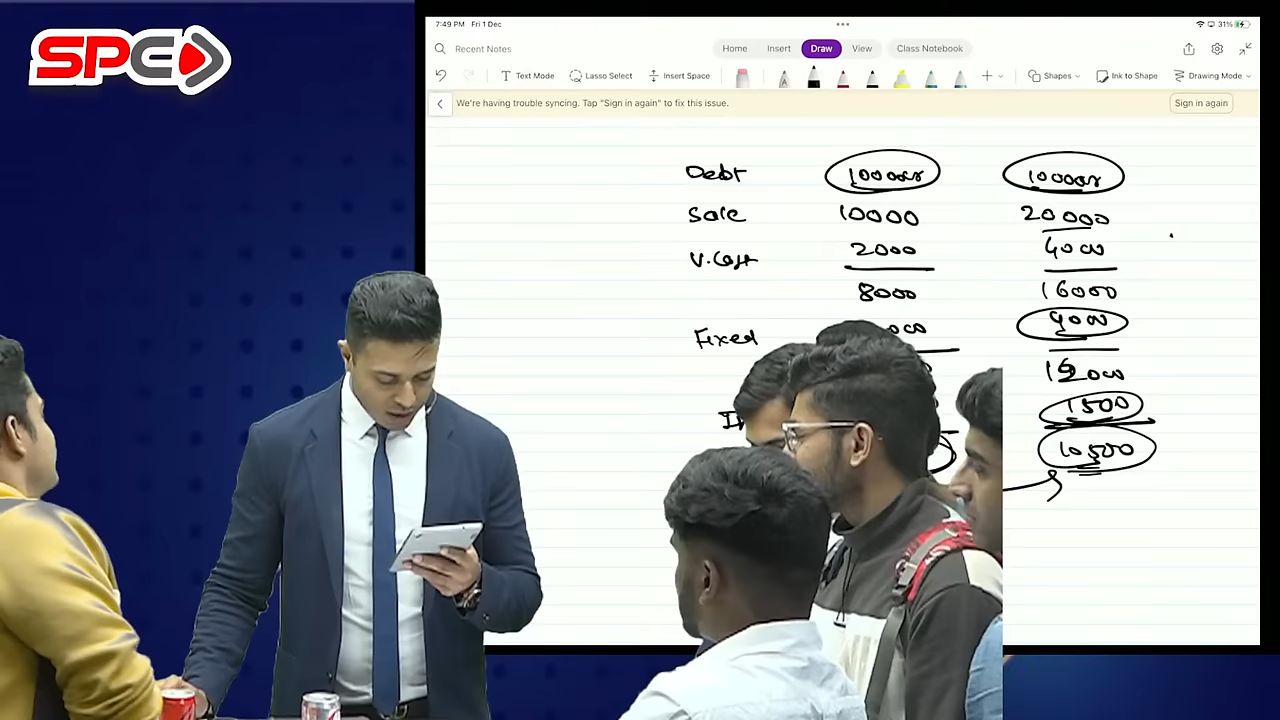 SPC
7:49 PM Fri 1 Dec
31%
Recent Notes
Home Insert Draw View Class Notebook
Text Mode Lasso Select Insert Space Shapes Ink to Shape Drawing Mode
We're having trouble syncing. Tap "Sign in again" to fix this issue.
Sign in again
Debt
Sale 10000 20000
V. Cost 2000 4000
8000 16000
Fixed 4000
12000
1500
10500